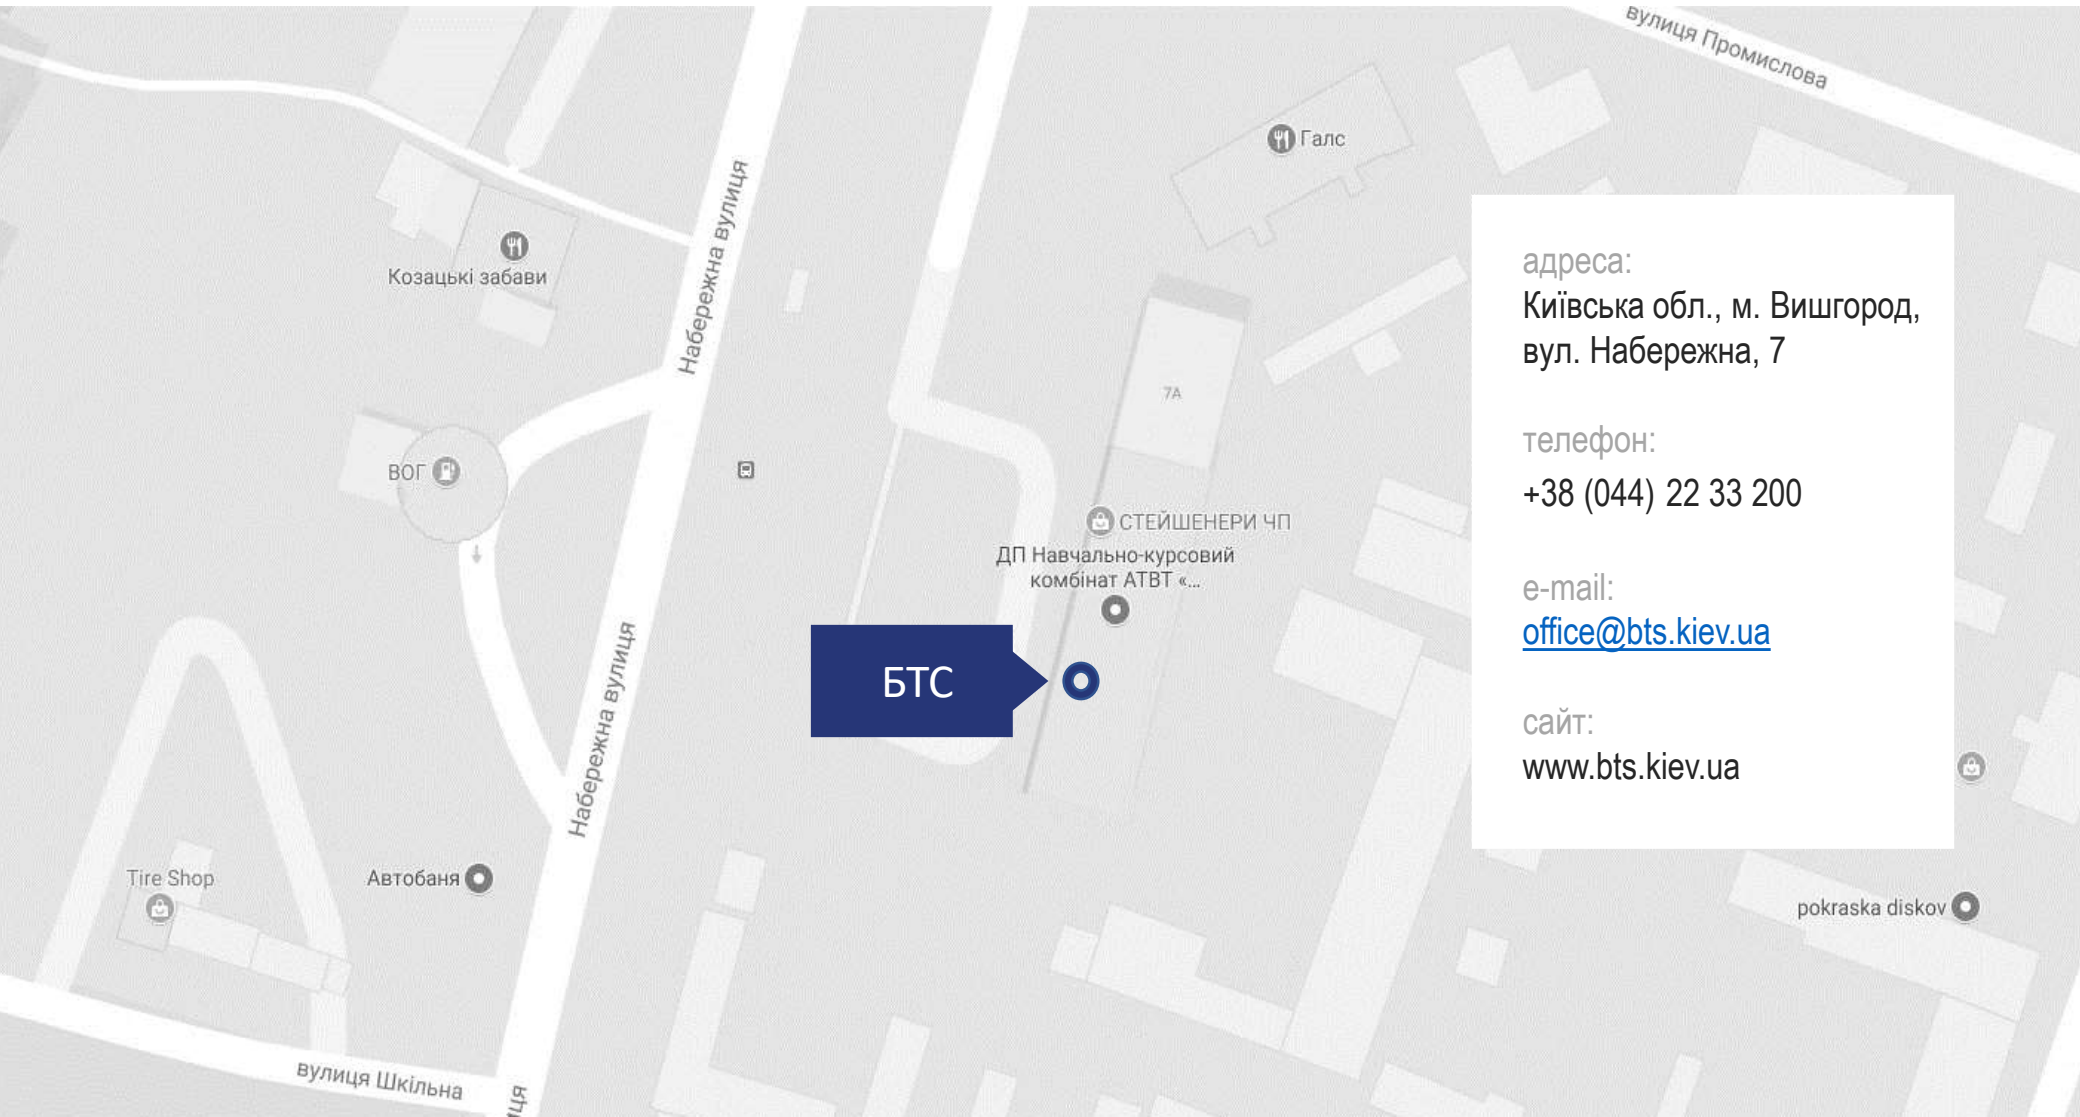 вулиця Промислова
Галс
Набережна вулиця
Козацькі забави
адреса:
Київська обл., м. Вишгород,
вул. Набережна, 7
7А
телефон:
+38 (044) 22 33 200
ВОГ
СТЕЙШЕНЕРИ ЧП
ДП Навчально-курсовий
комбінат АТВТ «...
e-mail:
office@bts.kiev.ua
БТС
Набережна вулиця
сайт:
www.bts.kiev.ua
Tire Shop
Автобаня
pokraska diskov
вулиця Шкільна
иця